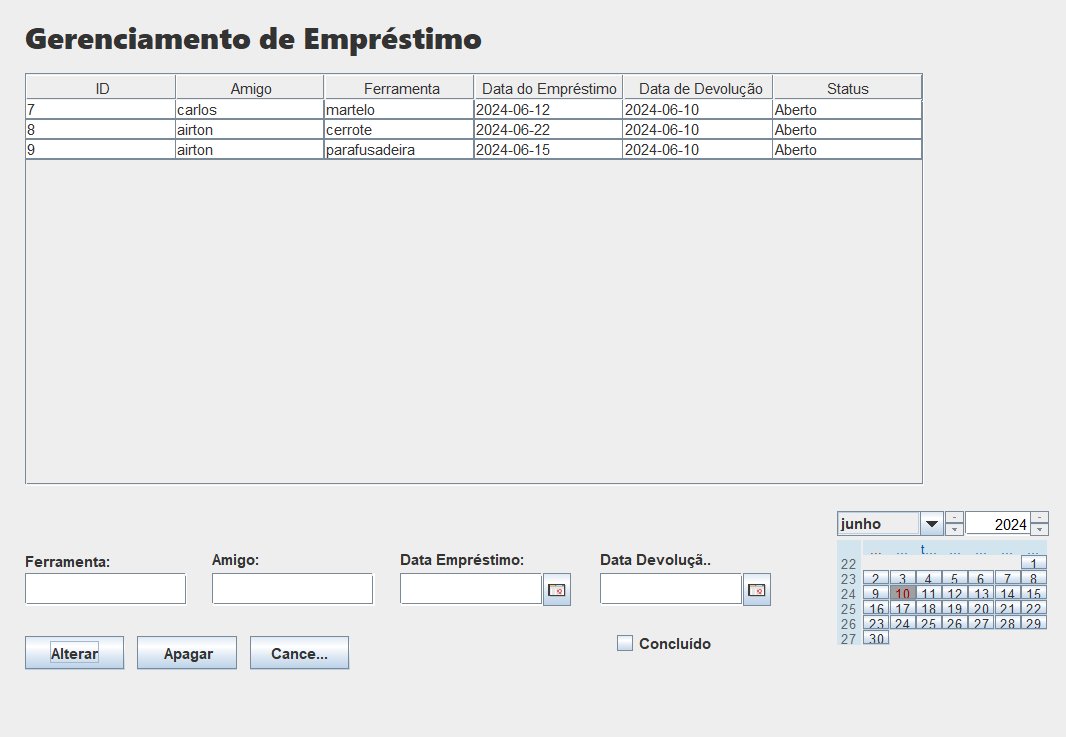 Gerenciamento de Empréstimo
ID Amigo Ferramenta Data do Empréstimo Data de Devolução Status
7 carlos martelo 2024-06-12 2024-06-10 Aberto
8 airton cerrote 2024-06-22 2024-06-10 Aberto
9 airton parafusadeira 2024-06-15 2024-06-10 Aberto
junho 2024
... ... t... ... ... ... ...
22 1
23 2 3 4 5 6 7 8
24 9 10 11 12 13 14 15
25 16 17 18 19 20 21 22
26 23 24 25 26 27 28 29
27 30
Ferramenta: Amigo: Data Empréstimo: Data Devoluçã..
Concluído
Alterar Apagar Cance...